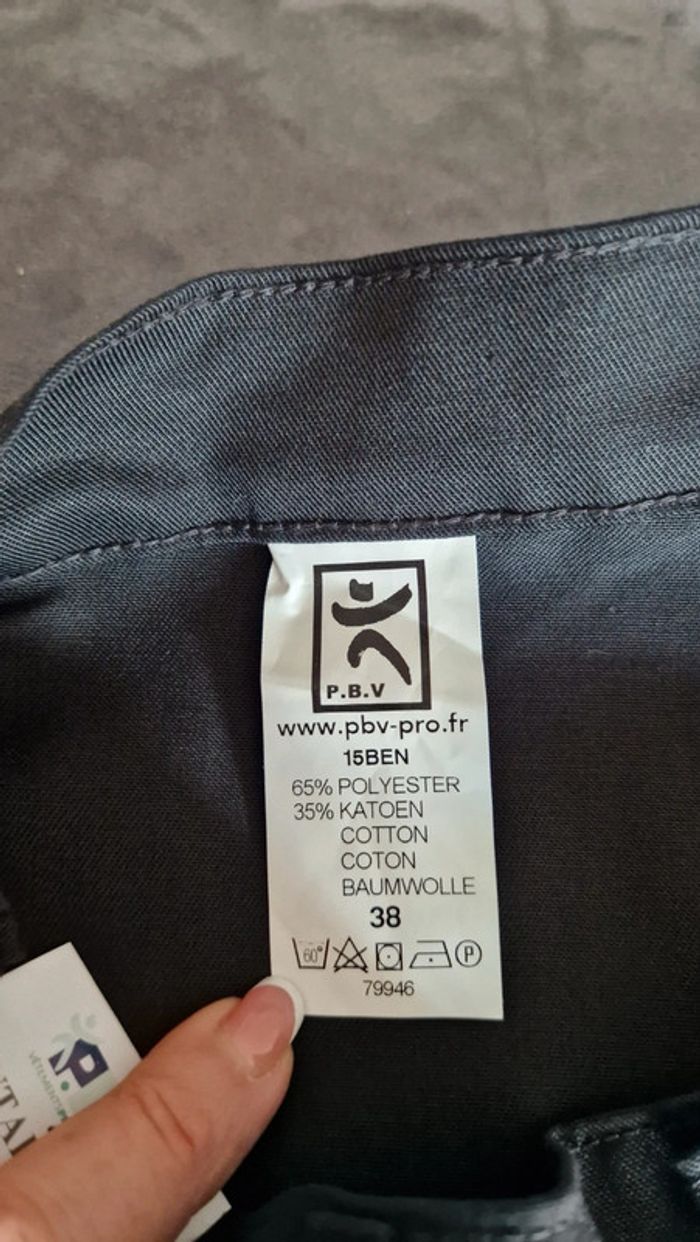 P.B.V
www.pbv-pro.fr
15BEN
65% POLYESTER
35% KATOEN
COTTON
COTON
BAUMWOLLE
38
60°
P
79946